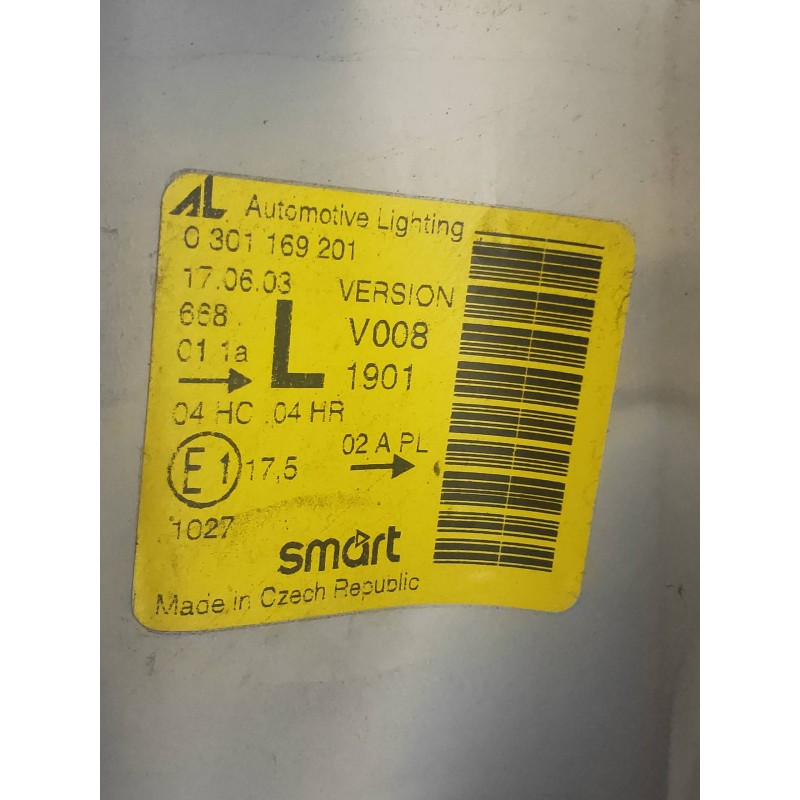 AL Automotive Lighting
0 301 169 201
17.06.03
VERSION
668
L
V008
01 1a
1901
04 HC 04 HR
02 A PL
E1 17,5
1027
smart
Made in Czech Republic